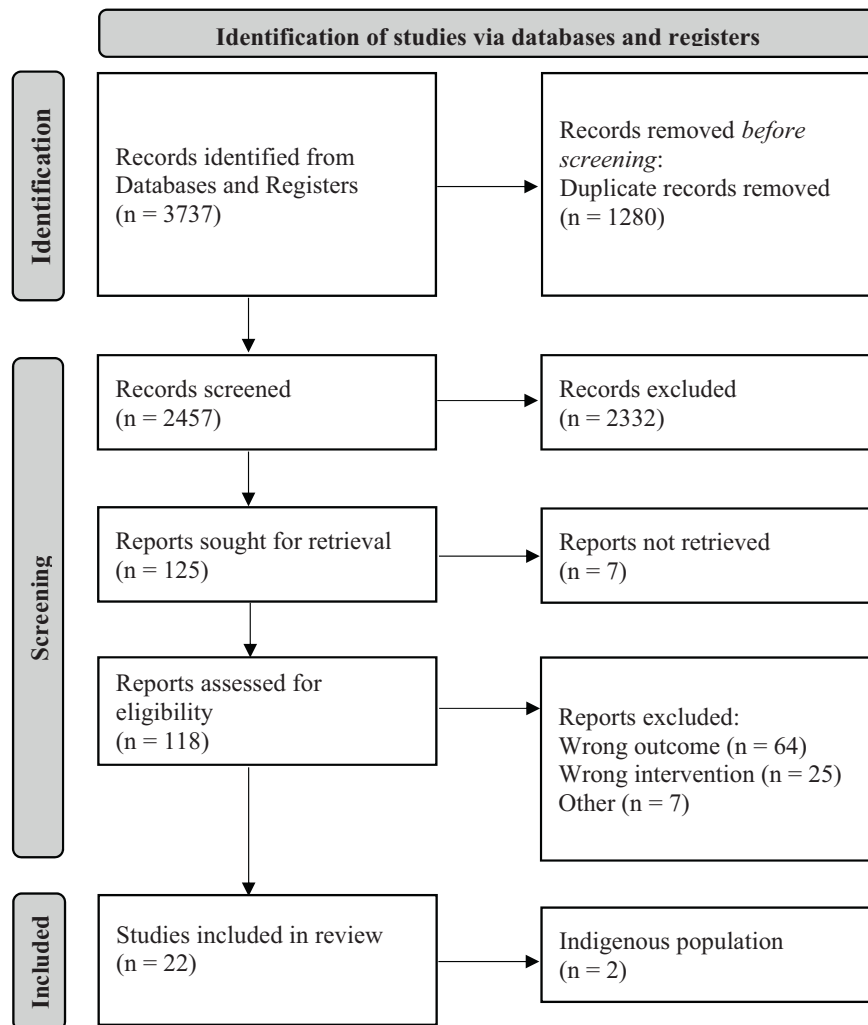 Identification of studies via databases and registers
Identification
Records identified from
Databases and Registers
(n = 3737)
Records removed before
screening:
Duplicate records removed
(n = 1280)
Screening
Records screened
(n = 2457)
Records excluded
(n = 2332)
Reports sought for retrieval
(n = 125)
Reports not retrieved
(n = 7)
Reports assessed for
eligibility
(n = 118)
Reports excluded:
Wrong outcome (n = 64)
Wrong intervention (n = 25)
Other (n = 7)
Included
Studies included in review
(n = 22)
Indigenous population
(n = 2)